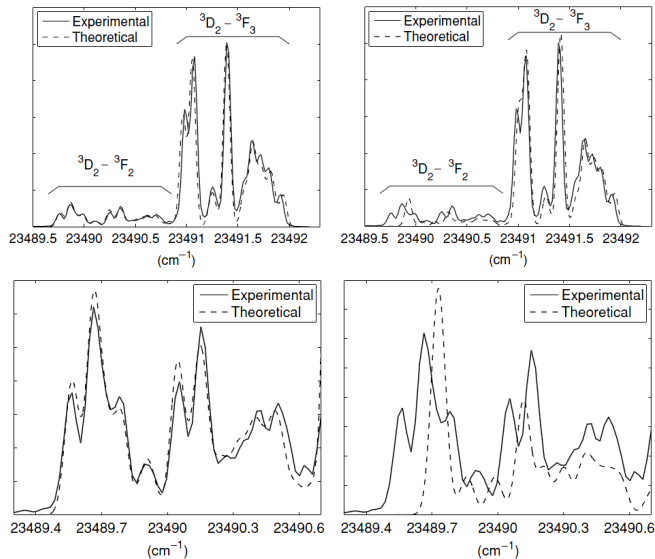 Experimental
Theoretical
³D₂ – ³F₃
³D₂ – ³F₂
23489.5 23490 23490.5 23491 23491.5 23492
(cm⁻¹)
Experimental
Theoretical
³D₂ – ³F₃
³D₂ – ³F₂
23489.5 23490 23490.5 23491 23491.5 23492
(cm⁻¹)
Experimental
Theoretical
23489.4 23489.7 23490 23490.3 23490.6
(cm⁻¹)
Experimental
Theoretical
23489.4 23489.7 23490 23490.3 23490.6
(cm⁻¹)